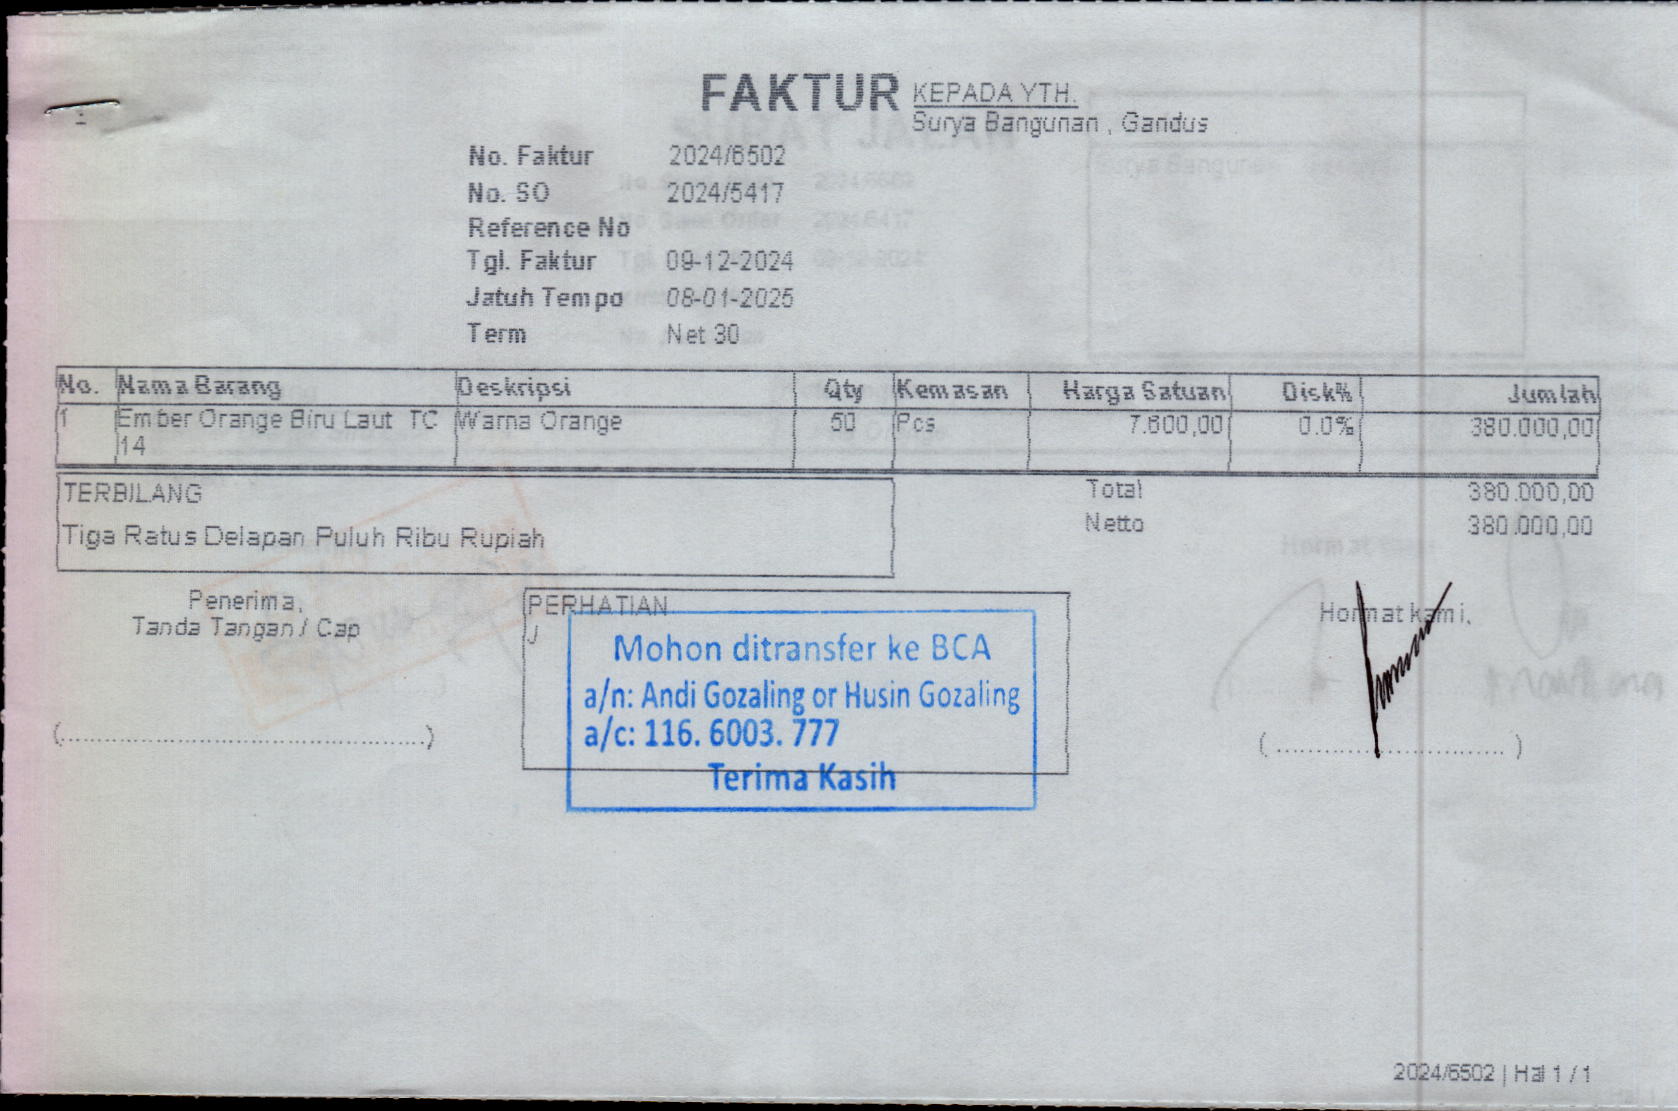 FAKTUR
KEPADA YTH.
Surya Bangunan , Gandus
No. Faktur 2024/6502
No. SO 2024/5417
Reference No
Tgl. Faktur 09-12-2024
Jatuh Tempo 08-01-2025
Term Net 30
No. Nama Barang Deskripsi Qty Kemasan Harga Satuan Disk% Jumlah
1 Ember Orange Biru Laut TC Warna Orange 50 Pcs 7.600,00 0.0% 380.000,00
14
TERBILANG Total 380.000,00
Netto 380.000,00
Tiga Ratus Delapan Puluh Ribu Rupiah
Penerima,
Tanda Tangan / Cap
PERHATIAN
J
Mohon ditransfer ke BCA
a/n: Andi Gozaling or Husin Gozaling
a/c: 116. 6003. 777
Terima Kasih
Hormat kami,
(............................................)
( ............................ )
2024/6502 | Hal 1 / 1